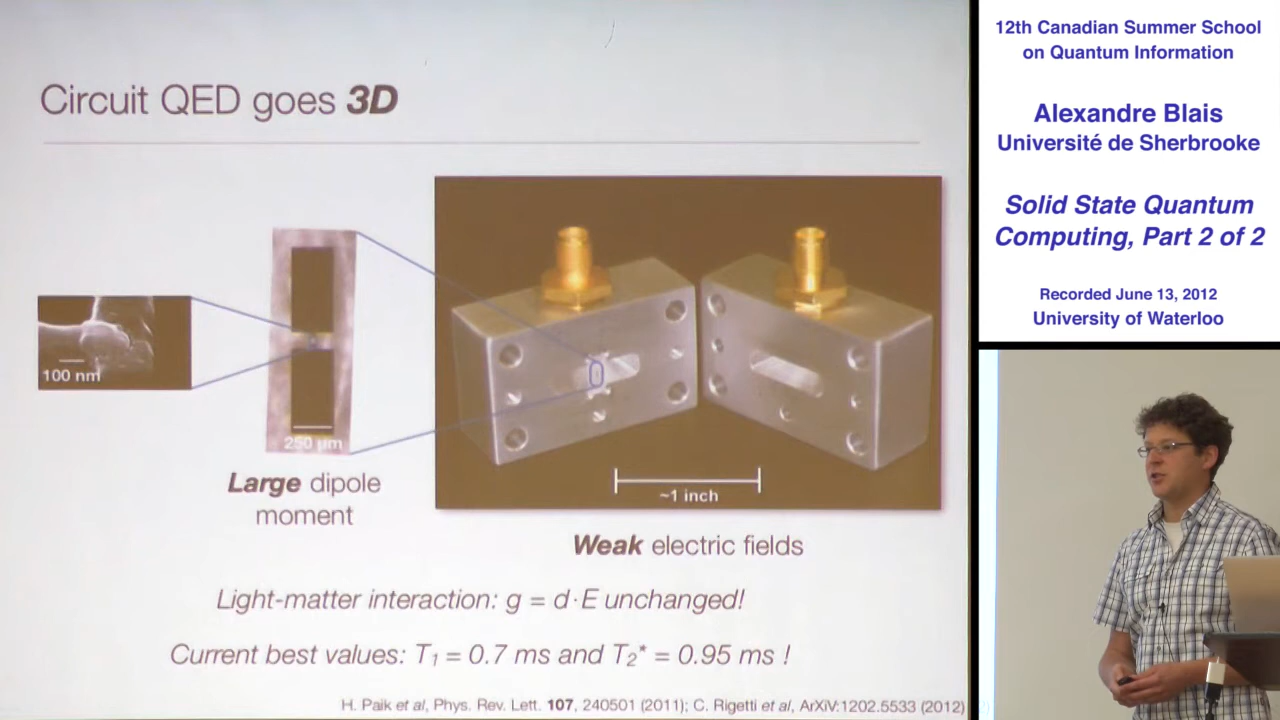 Circuit QED goes 3D
100 nm
250 μm
Large dipole
moment
~1 inch
Weak electric fields
Light-matter interaction: g = d·E unchanged!
Current best values: T₁ = 0.7 ms and T₂* = 0.95 ms !
H. Paik et al, Phys. Rev. Lett. 107, 240501 (2011); C. Rigetti et al, ArXiV:1202.5533 (2012)
12th Canadian Summer School
on Quantum Information
Alexandre Blais
Université de Sherbrooke
Solid State Quantum
Computing, Part 2 of 2
Recorded June 13, 2012
University of Waterloo